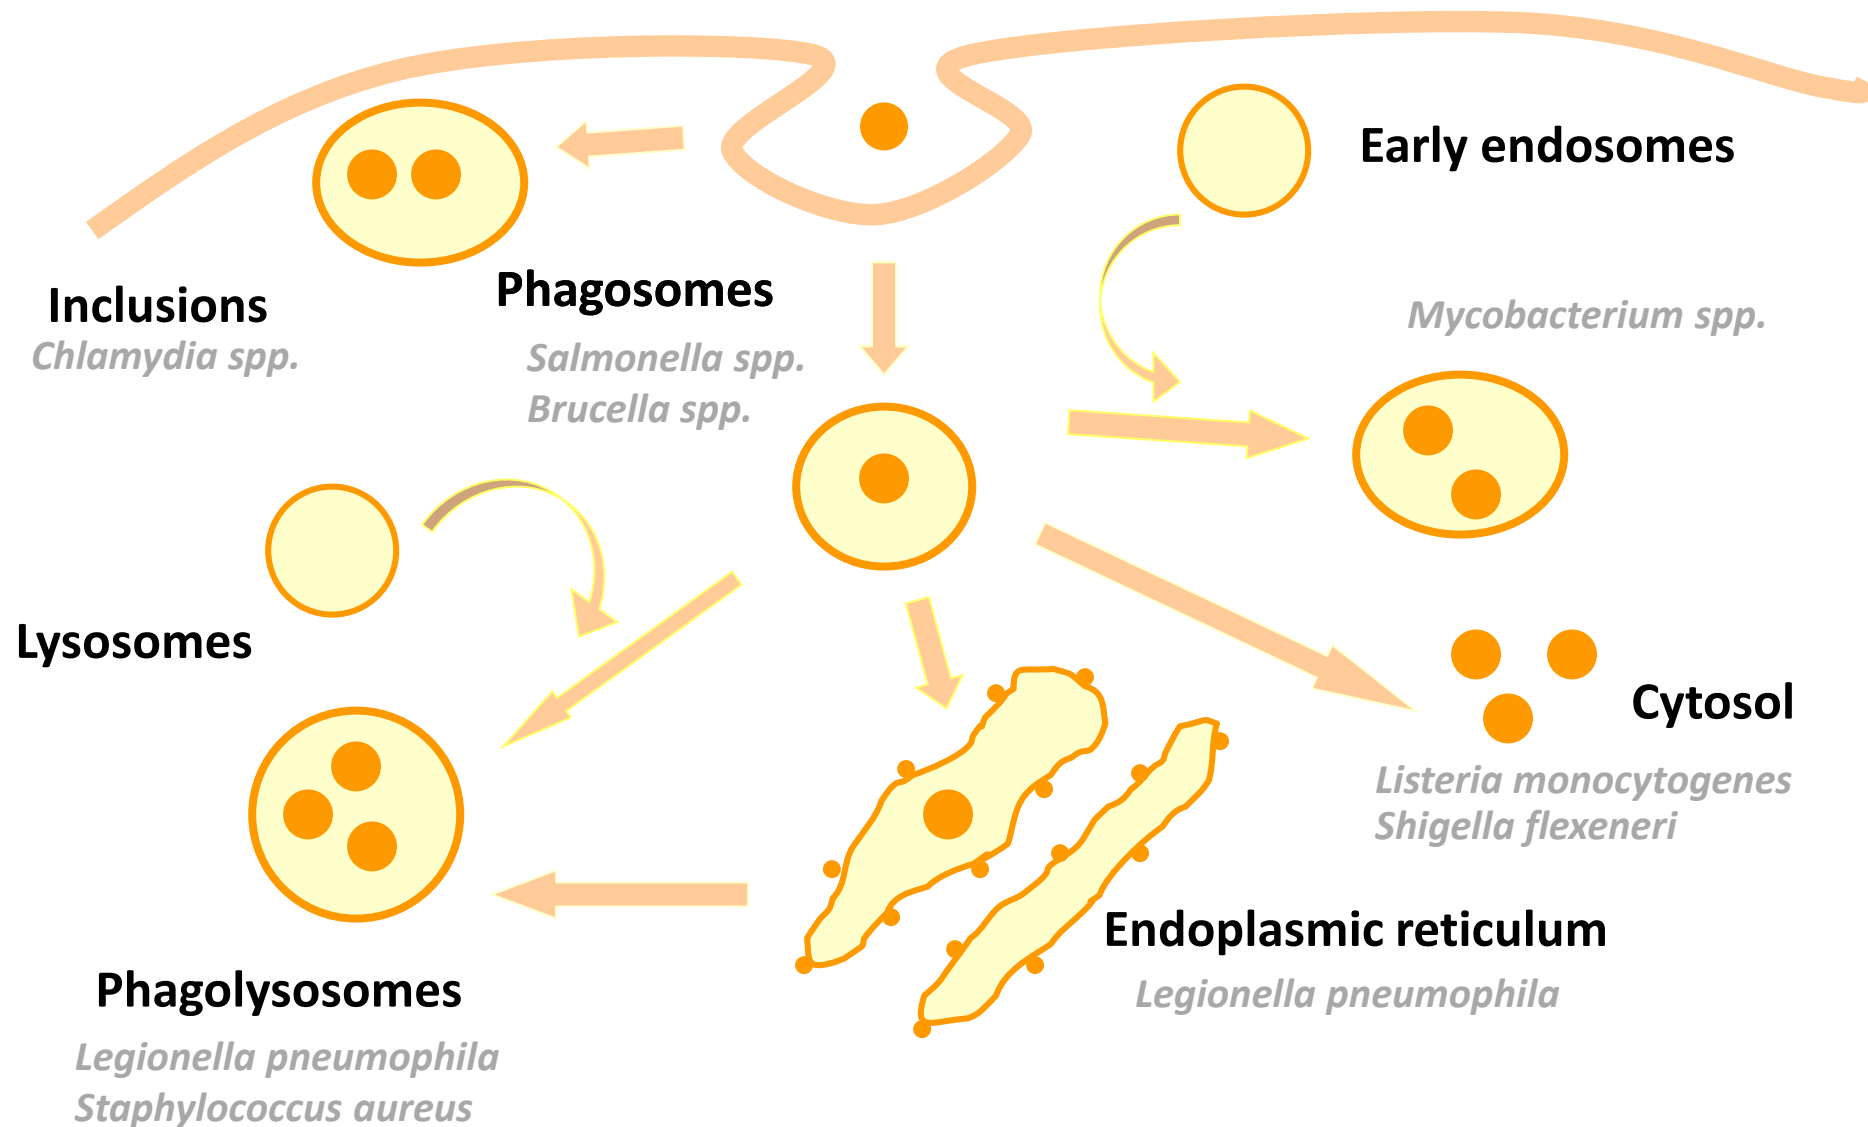 Early endosomes
Inclusions
Chlamydia spp.
Phagosomes
Salmonella spp.
Brucella spp.
Mycobacterium spp.
Lysosomes
Cytosol
Listeria monocytogenes
Shigella flexeneri
Endoplasmic reticulum
Legionella pneumophila
Phagolysosomes
Legionella pneumophila
Staphylococcus aureus